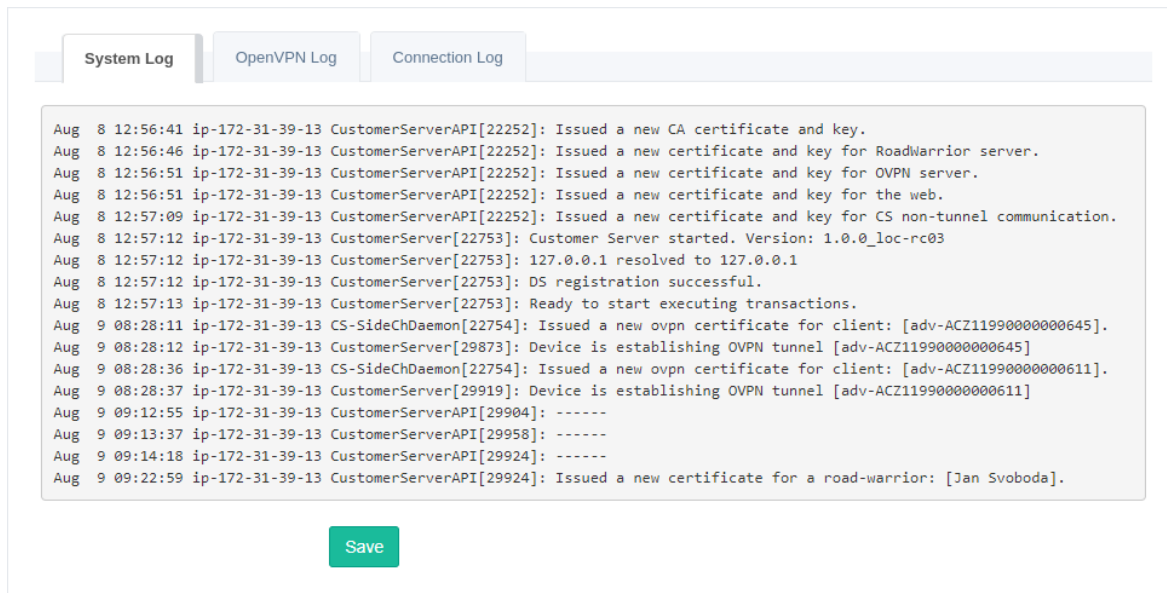 System Log
OpenVPN Log
Connection Log
Aug  8 12:56:41 ip-172-31-39-13 CustomerServerAPI[22252]: Issued a new CA certificate and key.
Aug  8 12:56:46 ip-172-31-39-13 CustomerServerAPI[22252]: Issued a new certificate and key for RoadWarrior server.
Aug  8 12:56:51 ip-172-31-39-13 CustomerServerAPI[22252]: Issued a new certificate and key for OVPN server.
Aug  8 12:56:51 ip-172-31-39-13 CustomerServerAPI[22252]: Issued a new certificate and key for the web.
Aug  8 12:57:09 ip-172-31-39-13 CustomerServerAPI[22252]: Issued a new certificate and key for CS non-tunnel communication.
Aug  8 12:57:12 ip-172-31-39-13 CustomerServer[22753]: Customer Server started. Version: 1.0.0_loc-rc03
Aug  8 12:57:12 ip-172-31-39-13 CustomerServer[22753]: 127.0.0.1 resolved to 127.0.0.1
Aug  8 12:57:12 ip-172-31-39-13 CustomerServer[22753]: DS registration successful.
Aug  8 12:57:13 ip-172-31-39-13 CustomerServer[22753]: Ready to start executing transactions.
Aug  9 08:28:11 ip-172-31-39-13 CS-SideChDaemon[22754]: Issued a new ovpn certificate for client: [adv-ACZ11990000000645].
Aug  9 08:28:12 ip-172-31-39-13 CustomerServer[29873]: Device is establishing OVPN tunnel [adv-ACZ11990000000645]
Aug  9 08:28:36 ip-172-31-39-13 CS-SideChDaemon[22754]: Issued a new ovpn certificate for client: [adv-ACZ11990000000611].
Aug  9 08:28:37 ip-172-31-39-13 CustomerServer[29919]: Device is establishing OVPN tunnel [adv-ACZ11990000000611]
Aug  9 09:12:55 ip-172-31-39-13 CustomerServerAPI[29904]: ------
Aug  9 09:13:37 ip-172-31-39-13 CustomerServerAPI[29958]: ------
Aug  9 09:14:18 ip-172-31-39-13 CustomerServerAPI[29924]: ------
Aug  9 09:22:59 ip-172-31-39-13 CustomerServerAPI[29924]: Issued a new certificate for a road-warrior: [Jan Svoboda].
Save